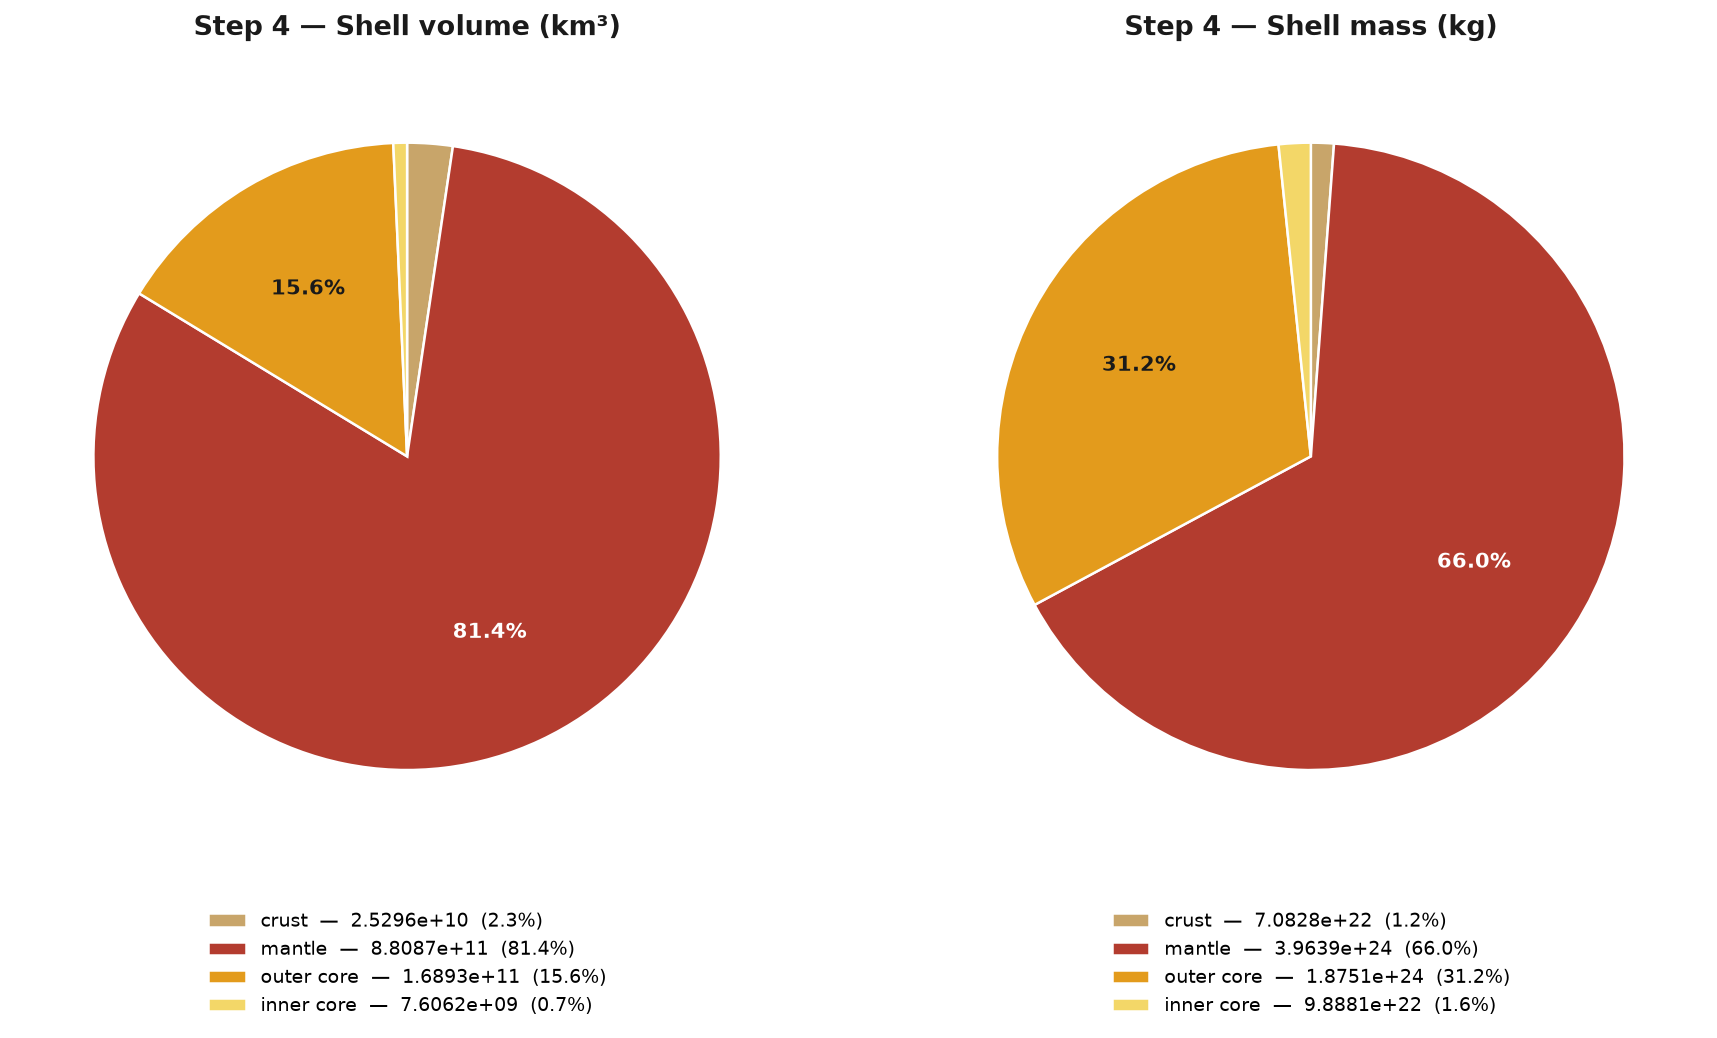 Step 4 — Shell volume (km³)
15.6%
81.4%
crust — 2.5296e+10 (2.3%)
mantle — 8.8087e+11 (81.4%)
outer core — 1.6893e+11 (15.6%)
inner core — 7.6062e+09 (0.7%)
Step 4 — Shell mass (kg)
31.2%
66.0%
crust — 7.0828e+22 (1.2%)
mantle — 3.9639e+24 (66.0%)
outer core — 1.8751e+24 (31.2%)
inner core — 9.8881e+22 (1.6%)